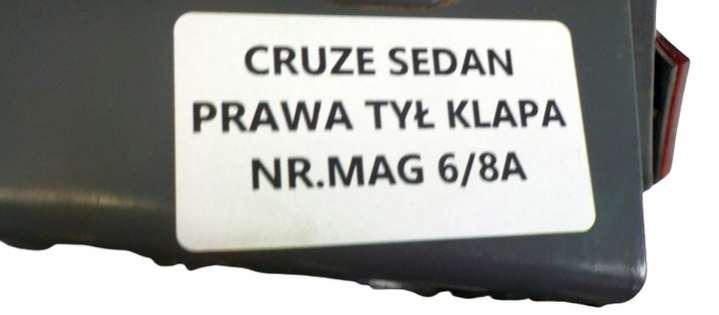 CRUZE SEDAN
PRAWA TYŁ KLAPA
NR.MAG 6/8A